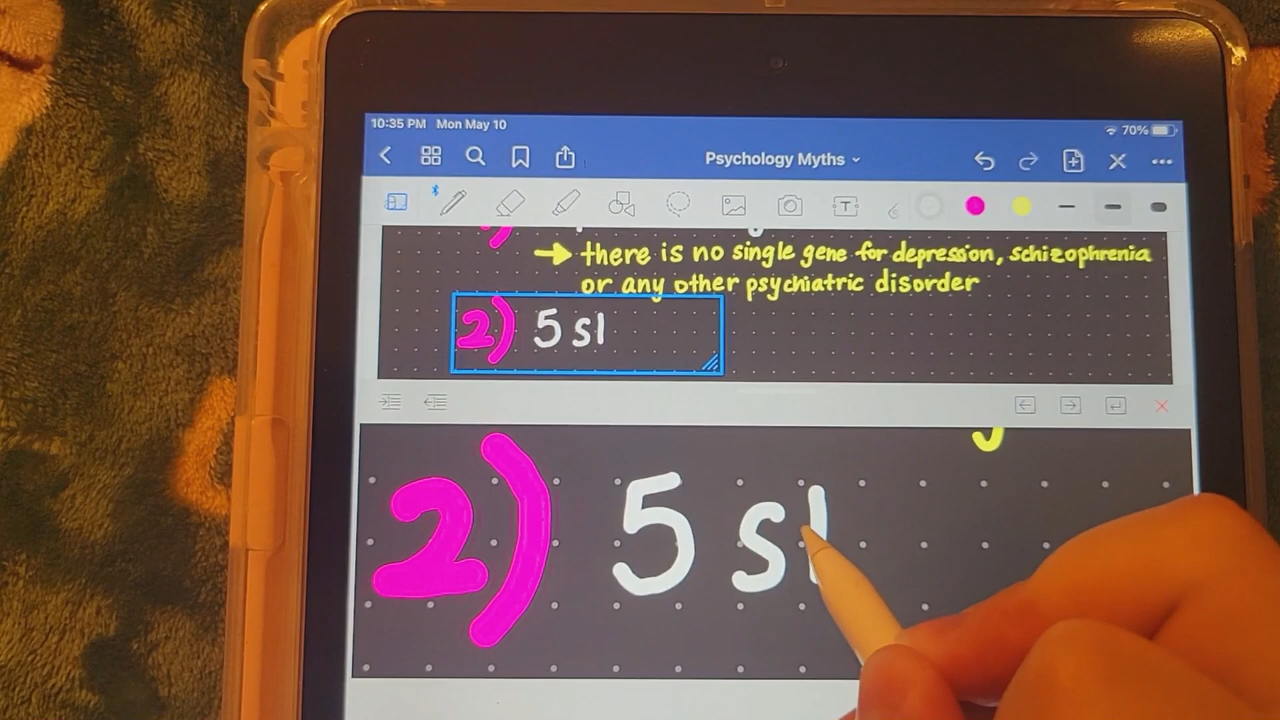 10:35 PM Mon May 10
70%
Psychology Myths
T
→ there is no single gene for depression, schizophrenia
or any other psychiatric disorder
2) 5 sl
2) 5 sl